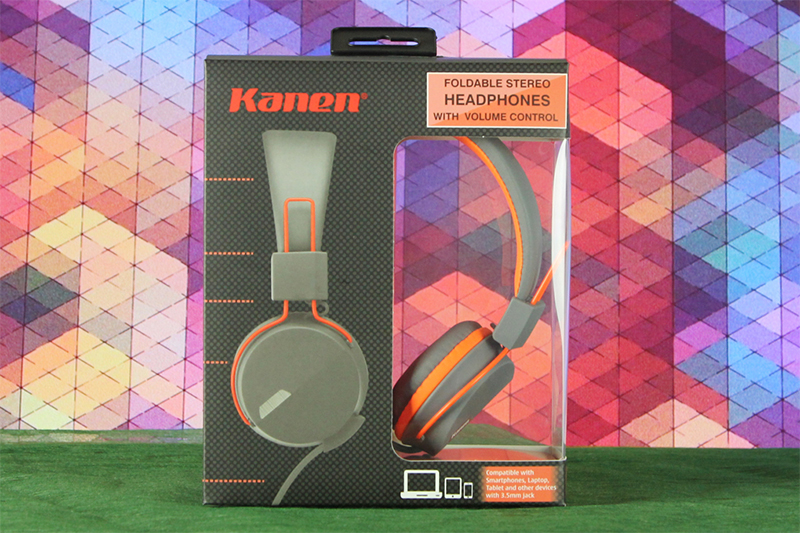 Kanen®
FOLDABLE STEREO
HEADPHONES
WITH VOLUME CONTROL
Compatible with
Smartphones, Laptop,
Tablet and other devices
with 3.5mm jack